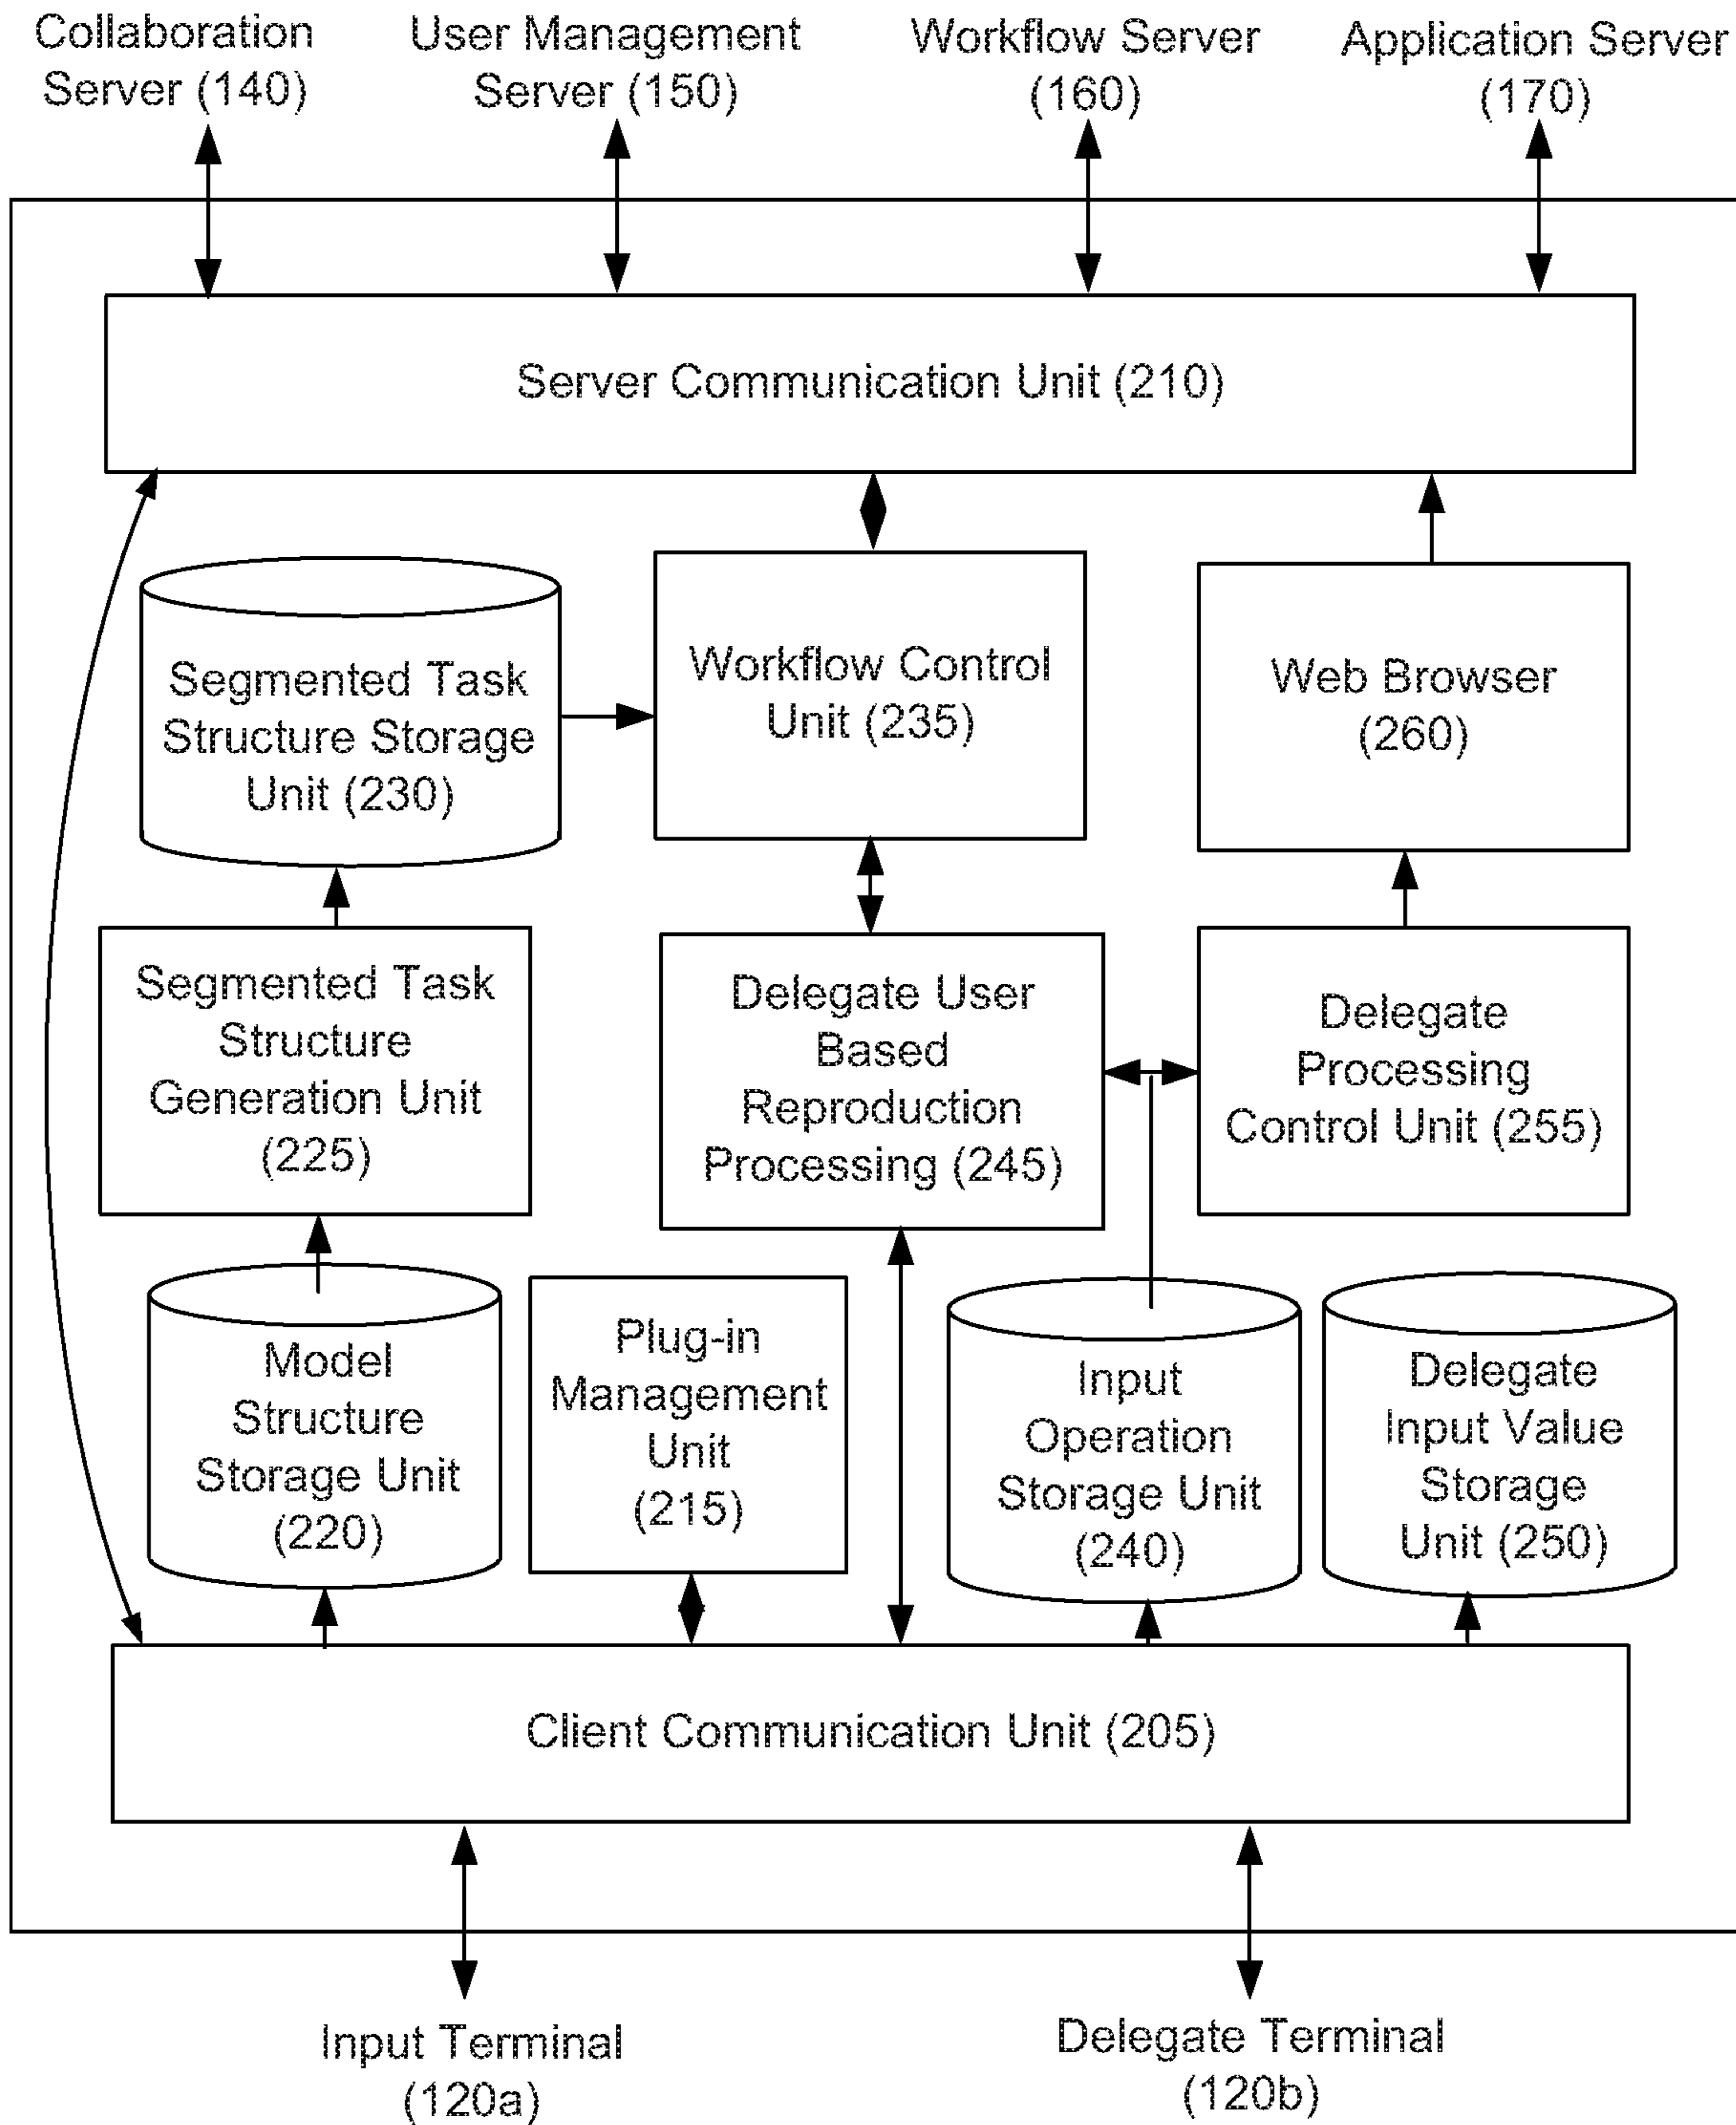 Collaboration
Server (140)
User Management
Server (150)
Workflow Server
(160)
Application Server
(170)
Server Communication Unit (210)
Segmented Task
Structure Storage
Unit (230)
Workflow Control
Unit (235)
Web Browser
(260)
Segmented Task
Structure
Generation Unit
(225)
Delegate User
Based
Reproduction
Processing (245)
Delegate
Processing
Control Unit (255)
Model
Structure
Storage Unit
(220)
Plug-in
Management
Unit
(215)
Input
Operation
Storage Unit
(240)
Delegate
Input Value
Storage
Unit (250)
Client Communication Unit (205)
Input Terminal
(120a)
Delegate Terminal
(120b)